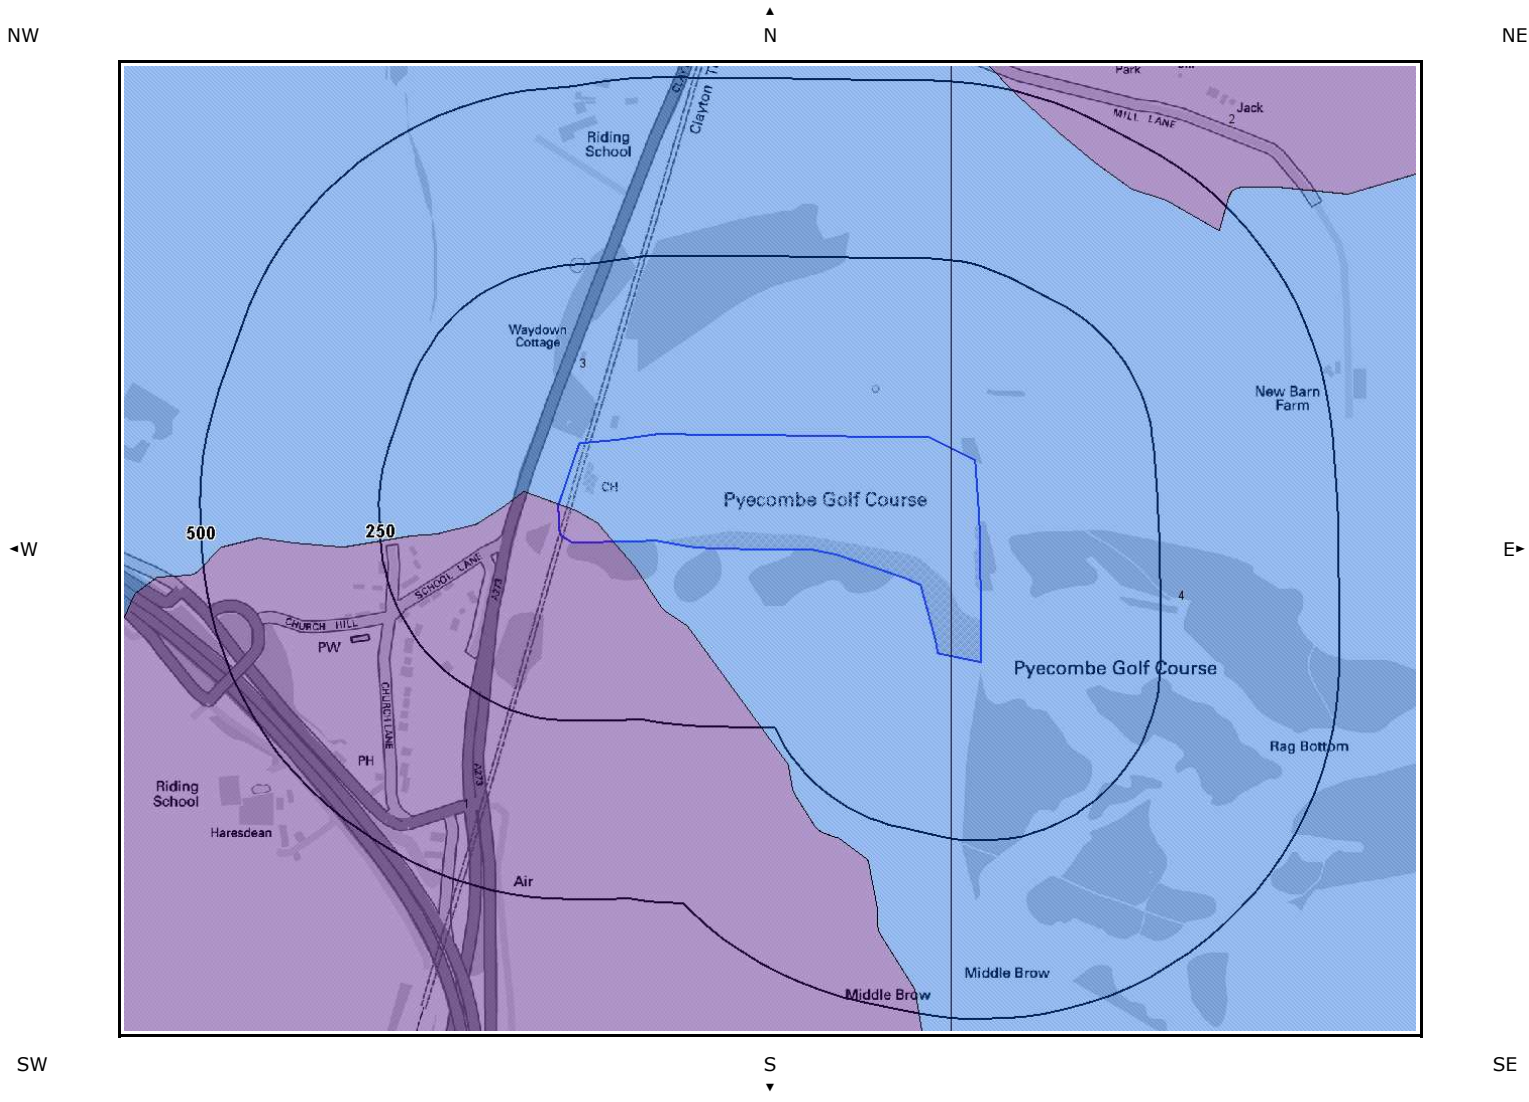 NW
N
NE
Park
Clayton
Jack
2
MILL LANE
Riding
School
Waydown
Cottage
3
New Barn
Farm
CH
Pyecombe Golf Course
500
250
W
E
SCHOOL LANE
A273
4
CHURCH HILL
PW
Pyecombe Golf Course
CHURCH LANE
Rag Bottom
PH
A273
Riding
School
Haresdean
Air
Middle Brow
Middle Brow
SW
S
SE